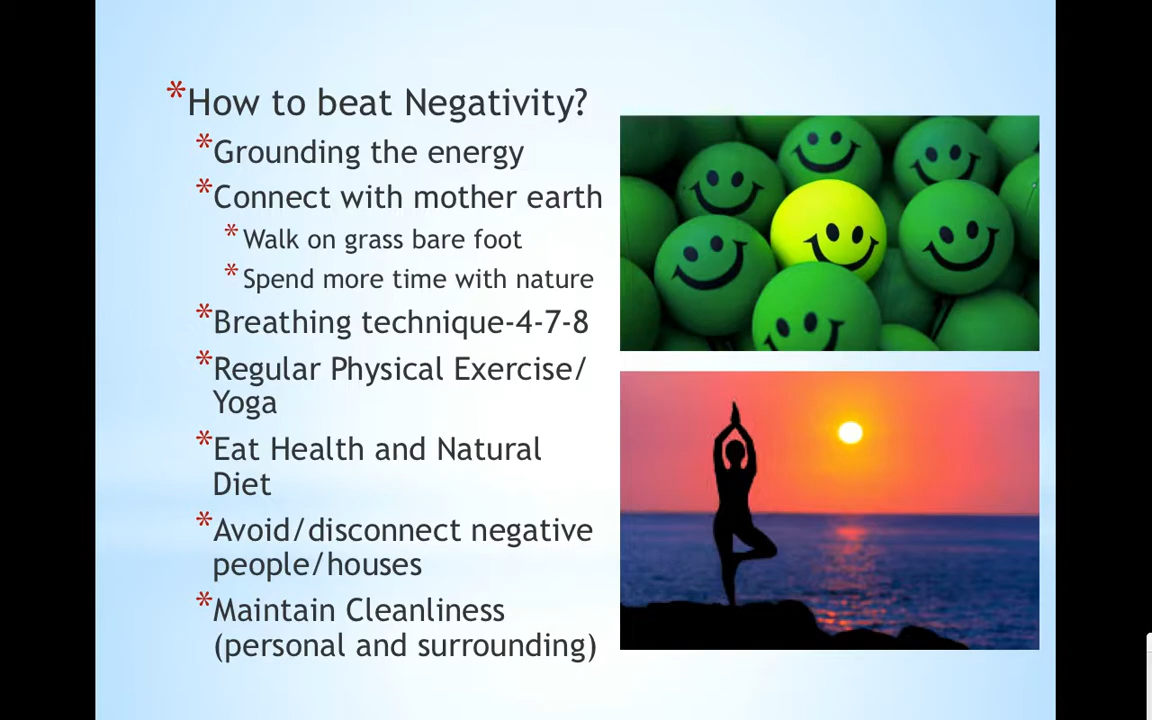 *How to beat Negativity?
*Grounding the energy
*Connect with mother earth
*Walk on grass bare foot
*Spend more time with nature
*Breathing technique-4-7-8
*Regular Physical Exercise/
Yoga
*Eat Health and Natural
Diet
*Avoid/disconnect negative
people/houses
*Maintain Cleanliness
(personal and surrounding)